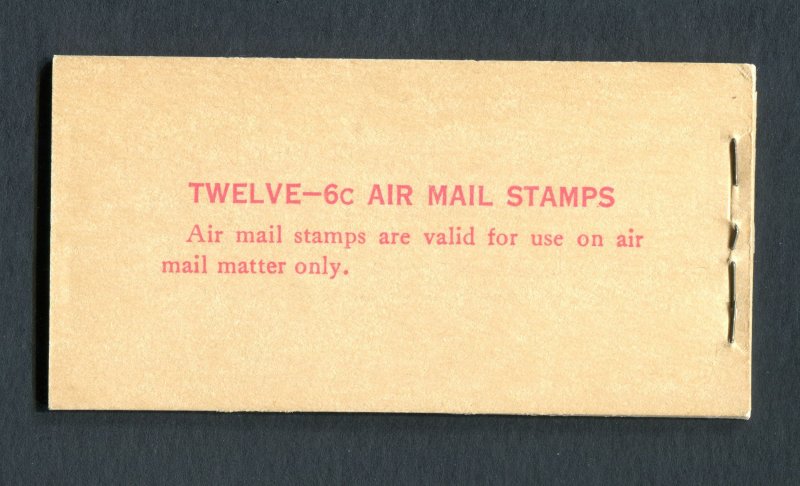 TWELVE—6c AIR MAIL STAMPS
Air mail stamps are valid for use on air
mail matter only.